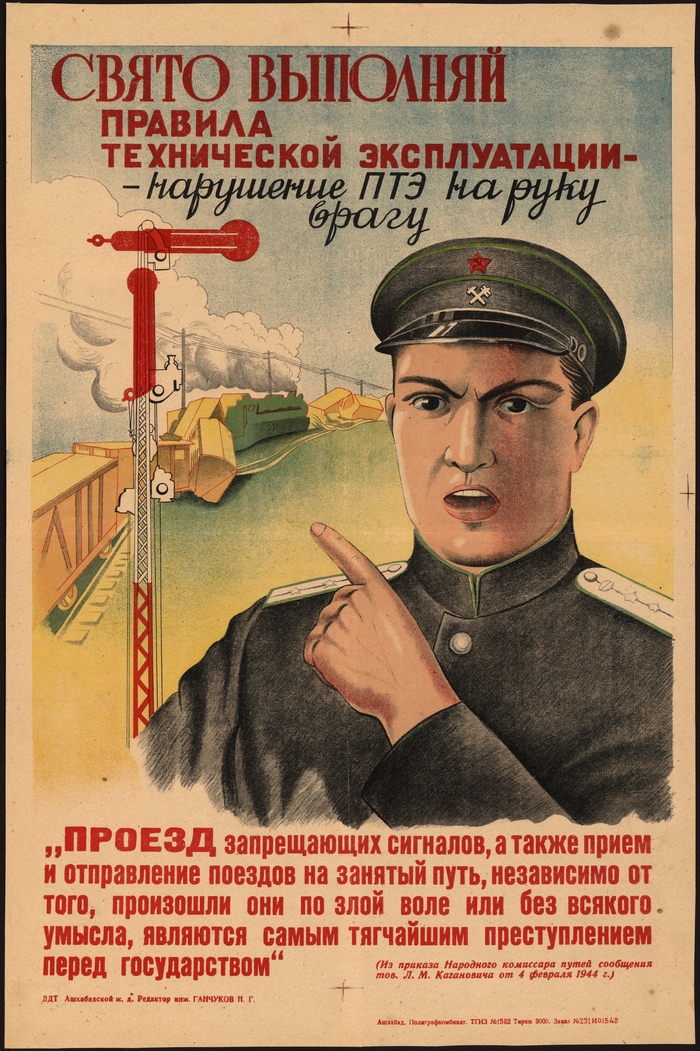 СВЯТО ВЫПОЛНЯЙ
ПРАВИЛА
ТЕХНИЧЕСКОЙ ЭКСПЛУАТАЦИИ-
– нарушение ПТЭ на руку
врагу
„ПРОЕЗД запрещающих сигналов, а также прием
и отправление поездов на занятый путь, независимо от
того, произошли они по злой воле или без всякого
умысла, являются самым тягчайшим преступлением
перед государством“
(Из приказа Народного комиссара путей сообщения
тов. Л. М. Кагановича от 4 февраля 1944 г.)
ДДТ Ашхабадской ж. д. Редактор инж. ГАНЧУКОВ Н. Г.
Ашхабад. Полиграфкомбинат. ТГИЗ №1582 Тираж 3000. Заказ